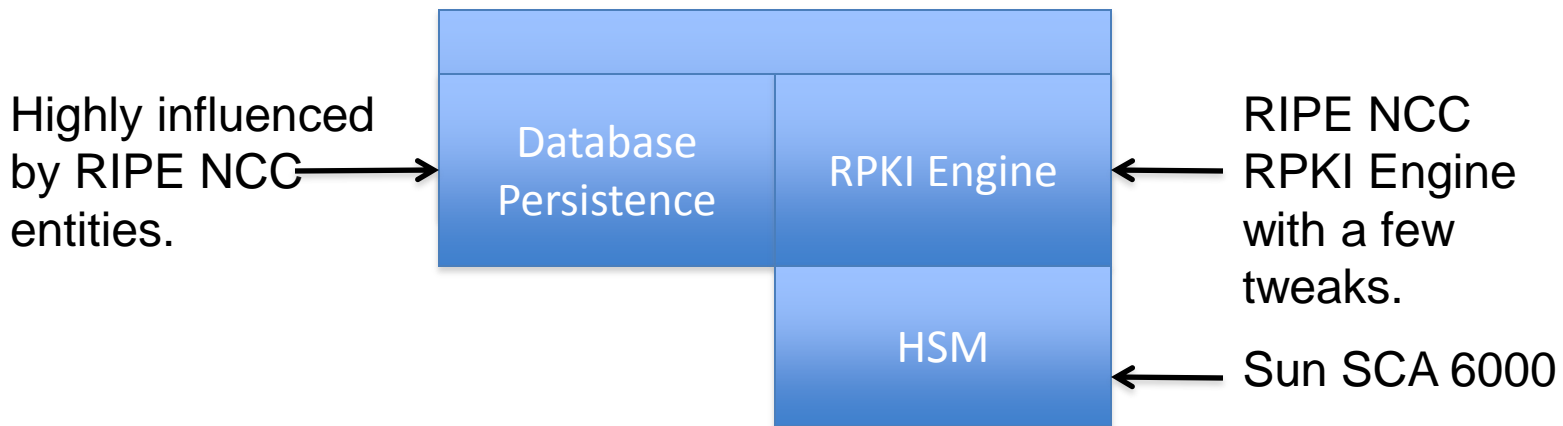 Highly influenced
by RIPE NCC
entities.
Database
Persistence
RPKI Engine
HSM
RIPE NCC
RPKI Engine
with a few
tweaks.
Sun SCA 6000